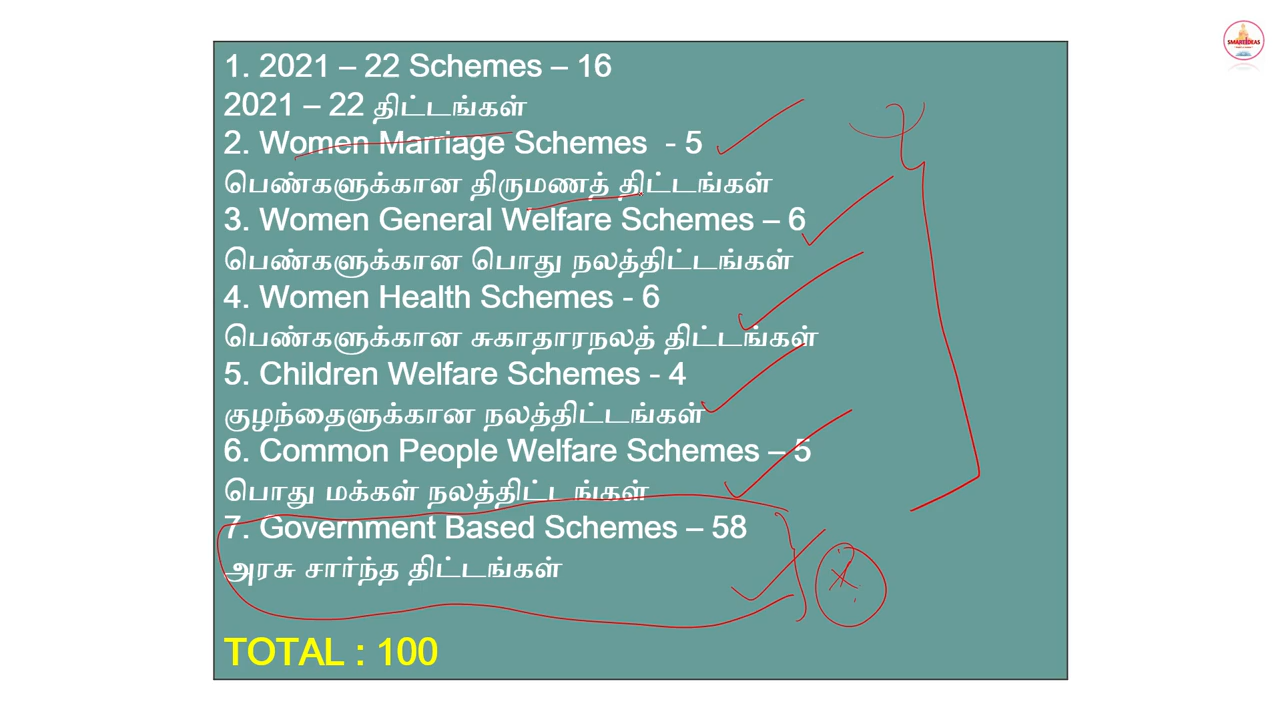 SMART IDEAS
1. 2021 – 22 Schemes – 16
2021 – 22 திட்டங்கள்
2. Women Marriage Schemes - 5
பெண்களுக்கான திருமணத் திட்டங்கள்
3. Women General Welfare Schemes – 6
பெண்களுக்கான பொது நலத்திட்டங்கள்
4. Women Health Schemes - 6
பெண்களுக்கான சுகாதாரநலத் திட்டங்கள்
5. Children Welfare Schemes - 4
குழந்தைளுக்கான நலத்திட்டங்கள்
6. Common People Welfare Schemes – 5
பொது மக்கள் நலத்திட்டங்கள்
7. Government Based Schemes – 58
அரசு சார்ந்த திட்டங்கள்
TOTAL : 100